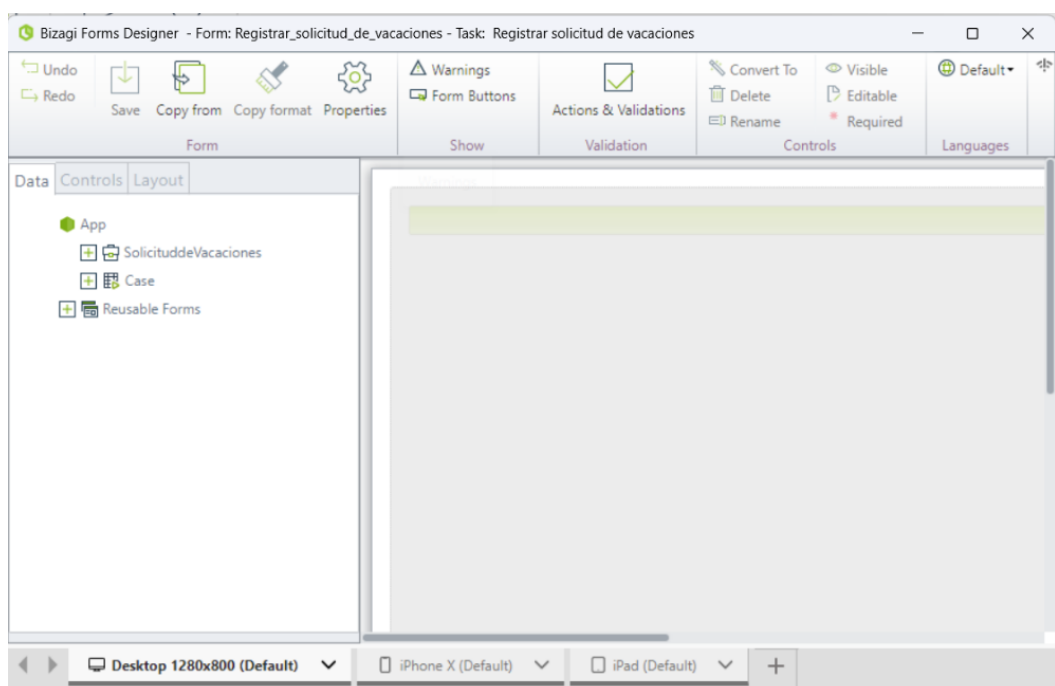 Bizagi Forms Designer - Form: Registrar_solicitud_de_vacaciones - Task: Registrar solicitud de vacaciones
Undo
Redo
Save
Copy from
Copy format
Properties
Form
Warnings
Form Buttons
Show
Actions & Validations
Validation
Convert To
Delete
Rename
Visible
Editable
Required
Controls
Default
Languages
Data
Controls
Layout
App
SolicituddeVacaciones
Case
Reusable Forms
Warnings
Desktop 1280x800 (Default)
iPhone X (Default)
iPad (Default)